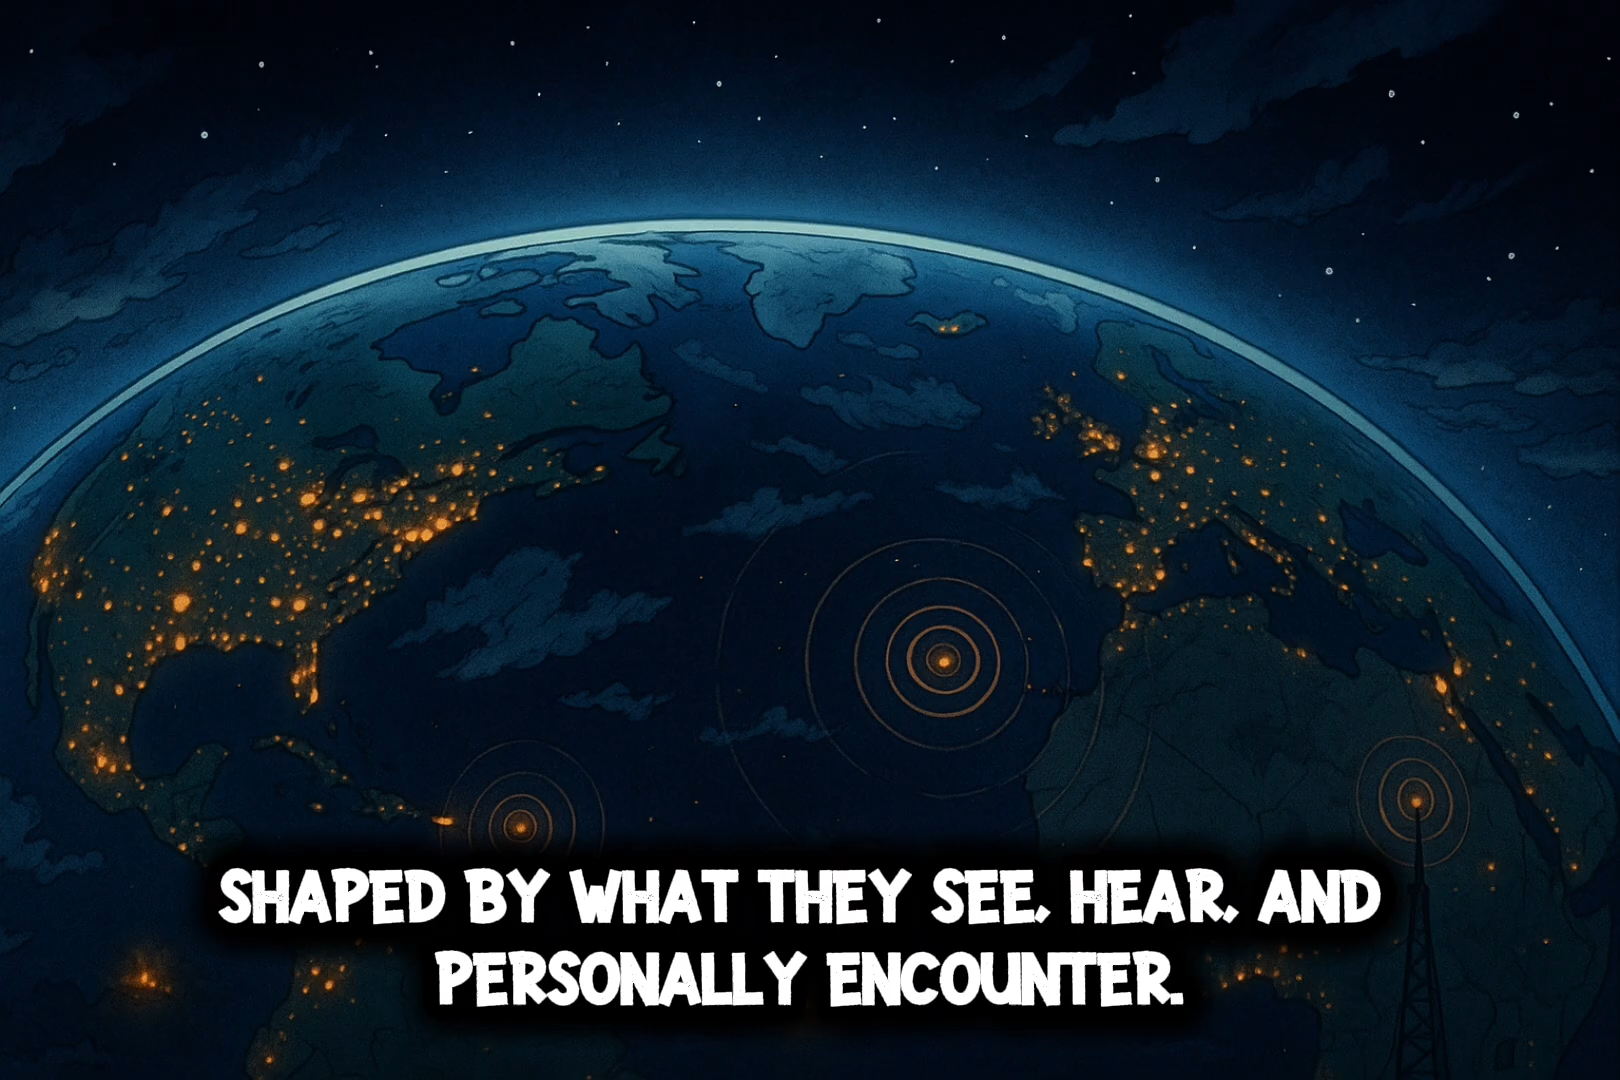 SHAPED BY WHAT THEY SEE, HEAR, AND
PERSONALLY ENCOUNTER.